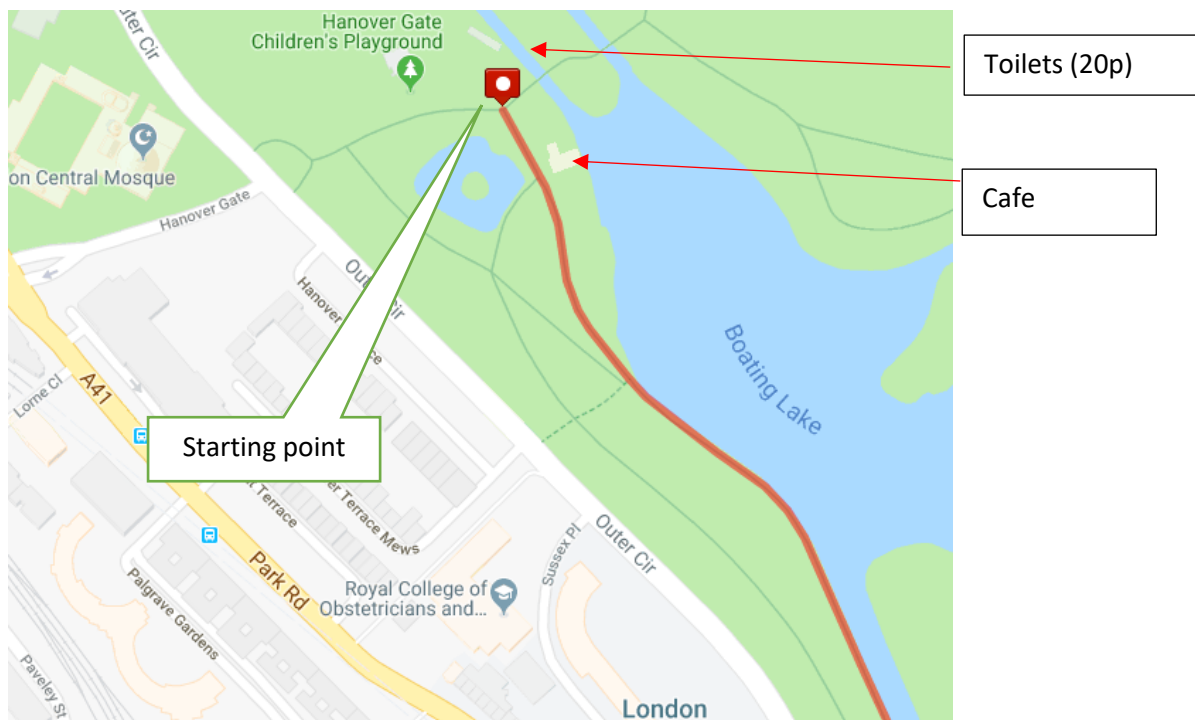 Outer Cir
Hanover Gate
Children's Playground
Toilets (20p)
on Central Mosque
Cafe
Hanover Gate
Outer Cir
Hanover
ce
Boating Lake
A41
Lorne Cl
Starting point
Terrace
er Terrace Mews
Outer Cir
Sussex Pl
Park Rd
Royal College of
Obstetricians and...
Palgrave Gardens
Paveley St
London